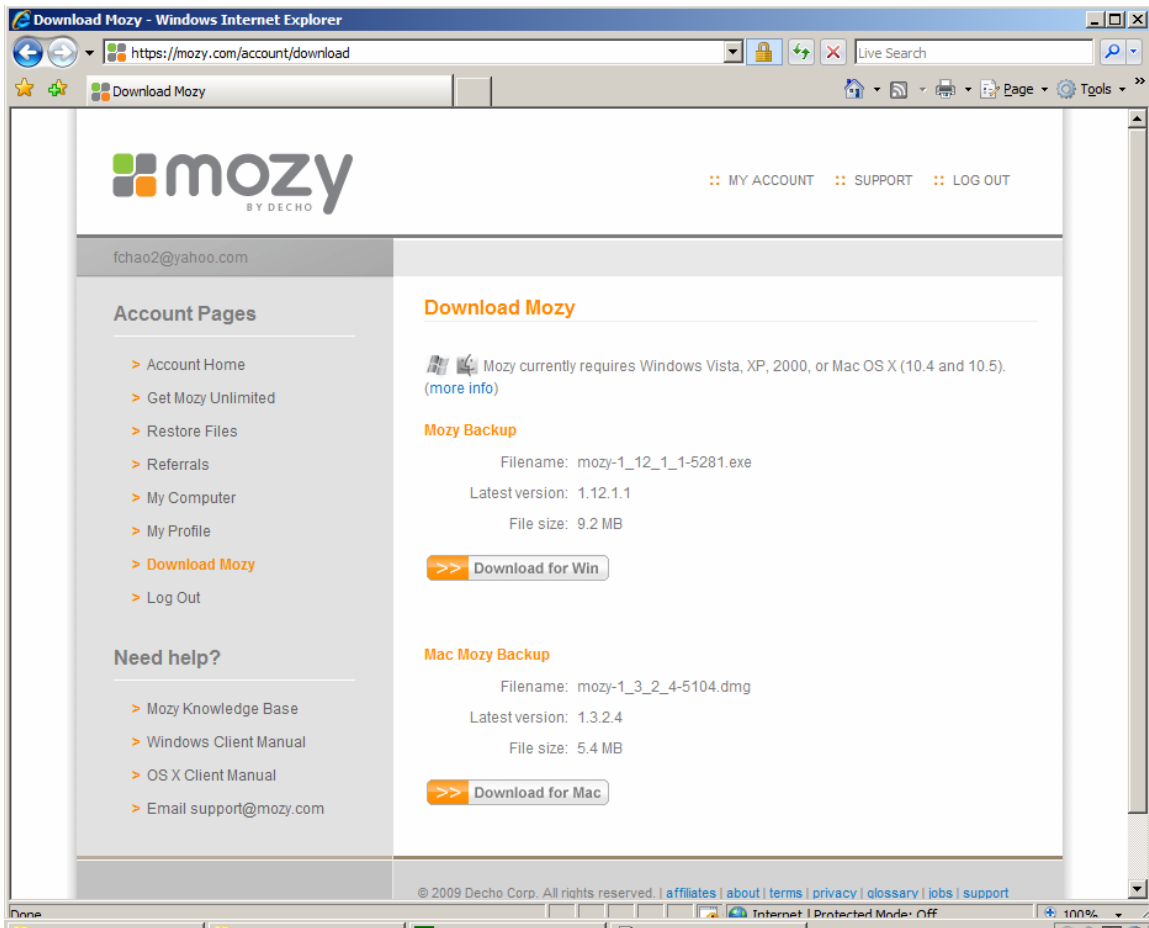 Download Mozy - Windows Internet Explorer
https://mozy.com/account/download
Live Search
Download Mozy
Page
Tools
mozy
BY DECHO
:: MY ACCOUNT :: SUPPORT :: LOG OUT
fchao2@yahoo.com
Account Pages
> Account Home
> Get Mozy Unlimited
> Restore Files
> Referrals
> My Computer
> My Profile
> Download Mozy
> Log Out
Need help?
> Mozy Knowledge Base
> Windows Client Manual
> OS X Client Manual
> Email support@mozy.com
Download Mozy
Mozy currently requires Windows Vista, XP, 2000, or Mac OS X (10.4 and 10.5).
(more info)
Mozy Backup
Filename: mozy-1_12_1_1-5281.exe
Latest version: 1.12.1.1
File size: 9.2 MB
>> Download for Win
Mac Mozy Backup
Filename: mozy-1_3_2_4-5104.dmg
Latest version: 1.3.2.4
File size: 5.4 MB
>> Download for Mac
© 2009 Decho Corp. All rights reserved. | affiliates | about | terms | privacy | glossary | jobs | support
Done
Internet | Protected Mode: Off
100%